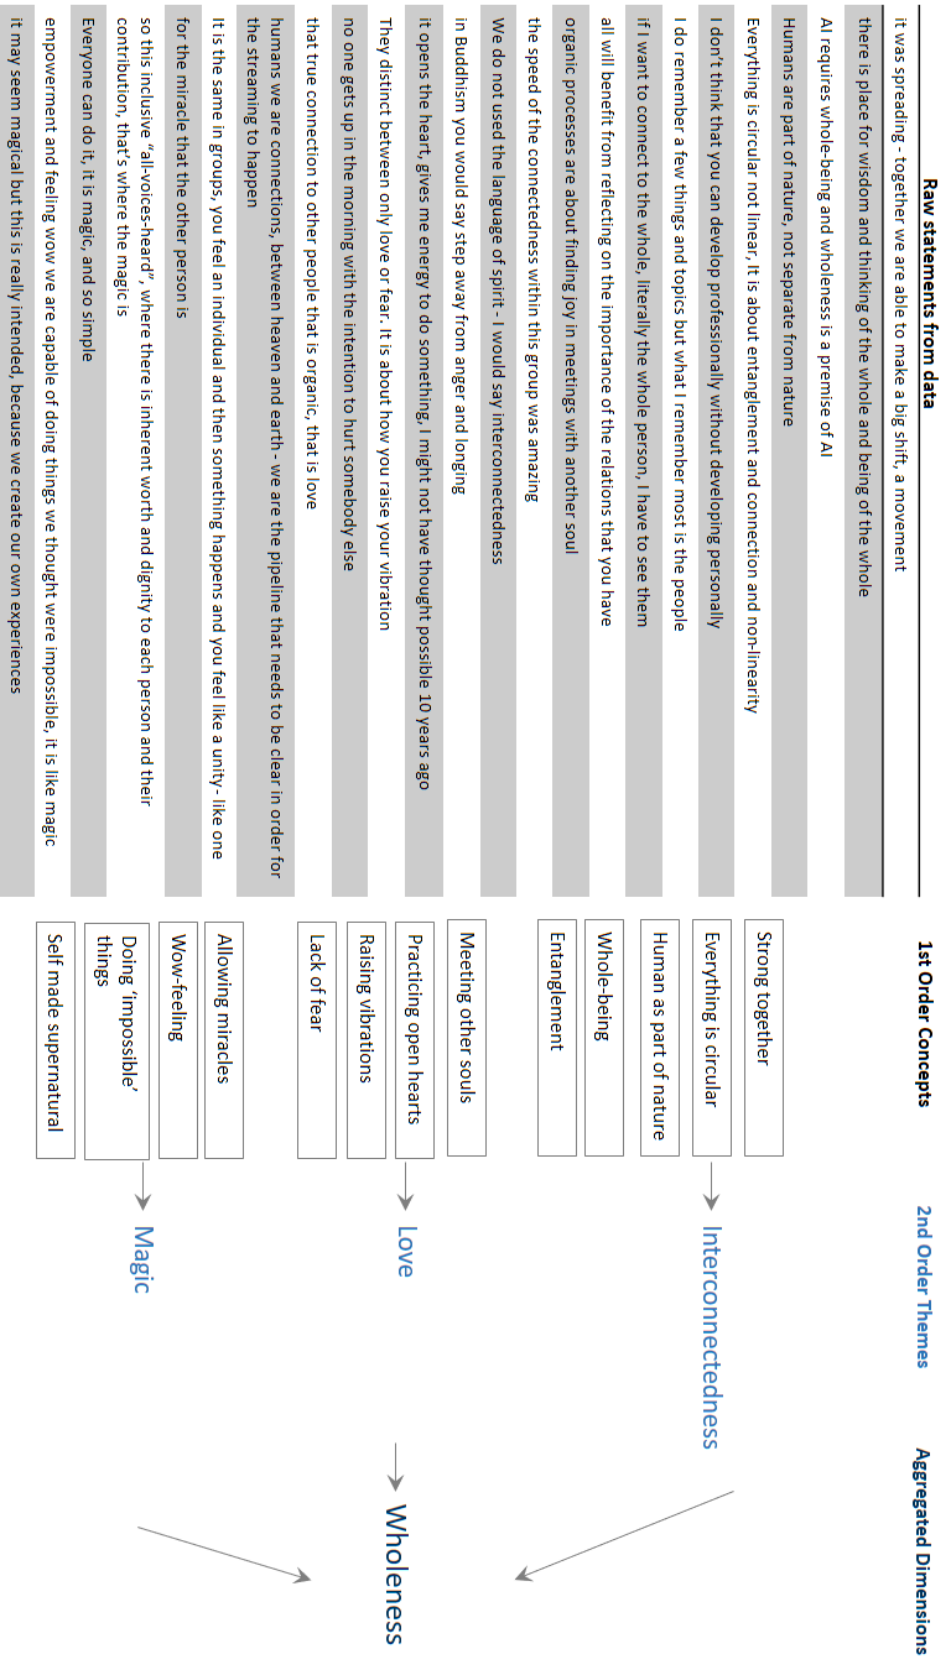 Raw statements from data
it was spreading - together we are able to make a big shift, a movement
there is place for wisdom and thinking of the whole and being of the whole
AI requires whole-being and wholeness is a premise of AI
Humans are part of nature, not separate from nature
Everything is circular not linear, It is about entanglement and connection and non-linearity
I don't think that you can develop professionally without developing personally
I do remember a few things and topics but what I remember most is the people
if I want to connect to the whole, literally the whole person, I have to see them
all will benefit from reflecting on the importance of the relations that you have
organic processes are about finding joy in meetings with another soul
the speed of the connectedness within this group was amazing
We do not used the language of spirit - I would say interconnectedness
in Buddhism you would say step away from anger and longing
it opens the heart, gives me energy to do something, I might not have thought possible 10 years ago
They distinct between only love or fear. It is about how you raise your vibration
no one gets up in the morning with the intention to hurt somebody else
that true connection to other people that is organic, that is love
humans we are connections, between heaven and earth - we are the pipeline that needs to be clear in order for
the streaming to happen
It is the same in groups, you feel an individual and then something happens and you feel like a unity - like one
for the miracle that the other person is
so this inclusive "all-voices-heard", where there is inherent worth and dignity to each person and their
contribution, that's where the magic is
Everyone can do it, it is magic, and so simple
empowerment and feeling wow we are capable of doing things we thought were impossible, it is like magic
it may seem magical but this is really intended, because we create our own experiences
1st Order Concepts
Strong together
Everything is circular
Human as part of nature
Whole-being
Entanglement
Meeting other souls
Practicing open hearts
Raising vibrations
Lack of fear
Allowing miracles
Wow-feeling
Doing 'impossible'
things
Self made supernatural
2nd Order Themes
Interconnectedness
Love
Magic
Aggregated Dimensions
Wholeness